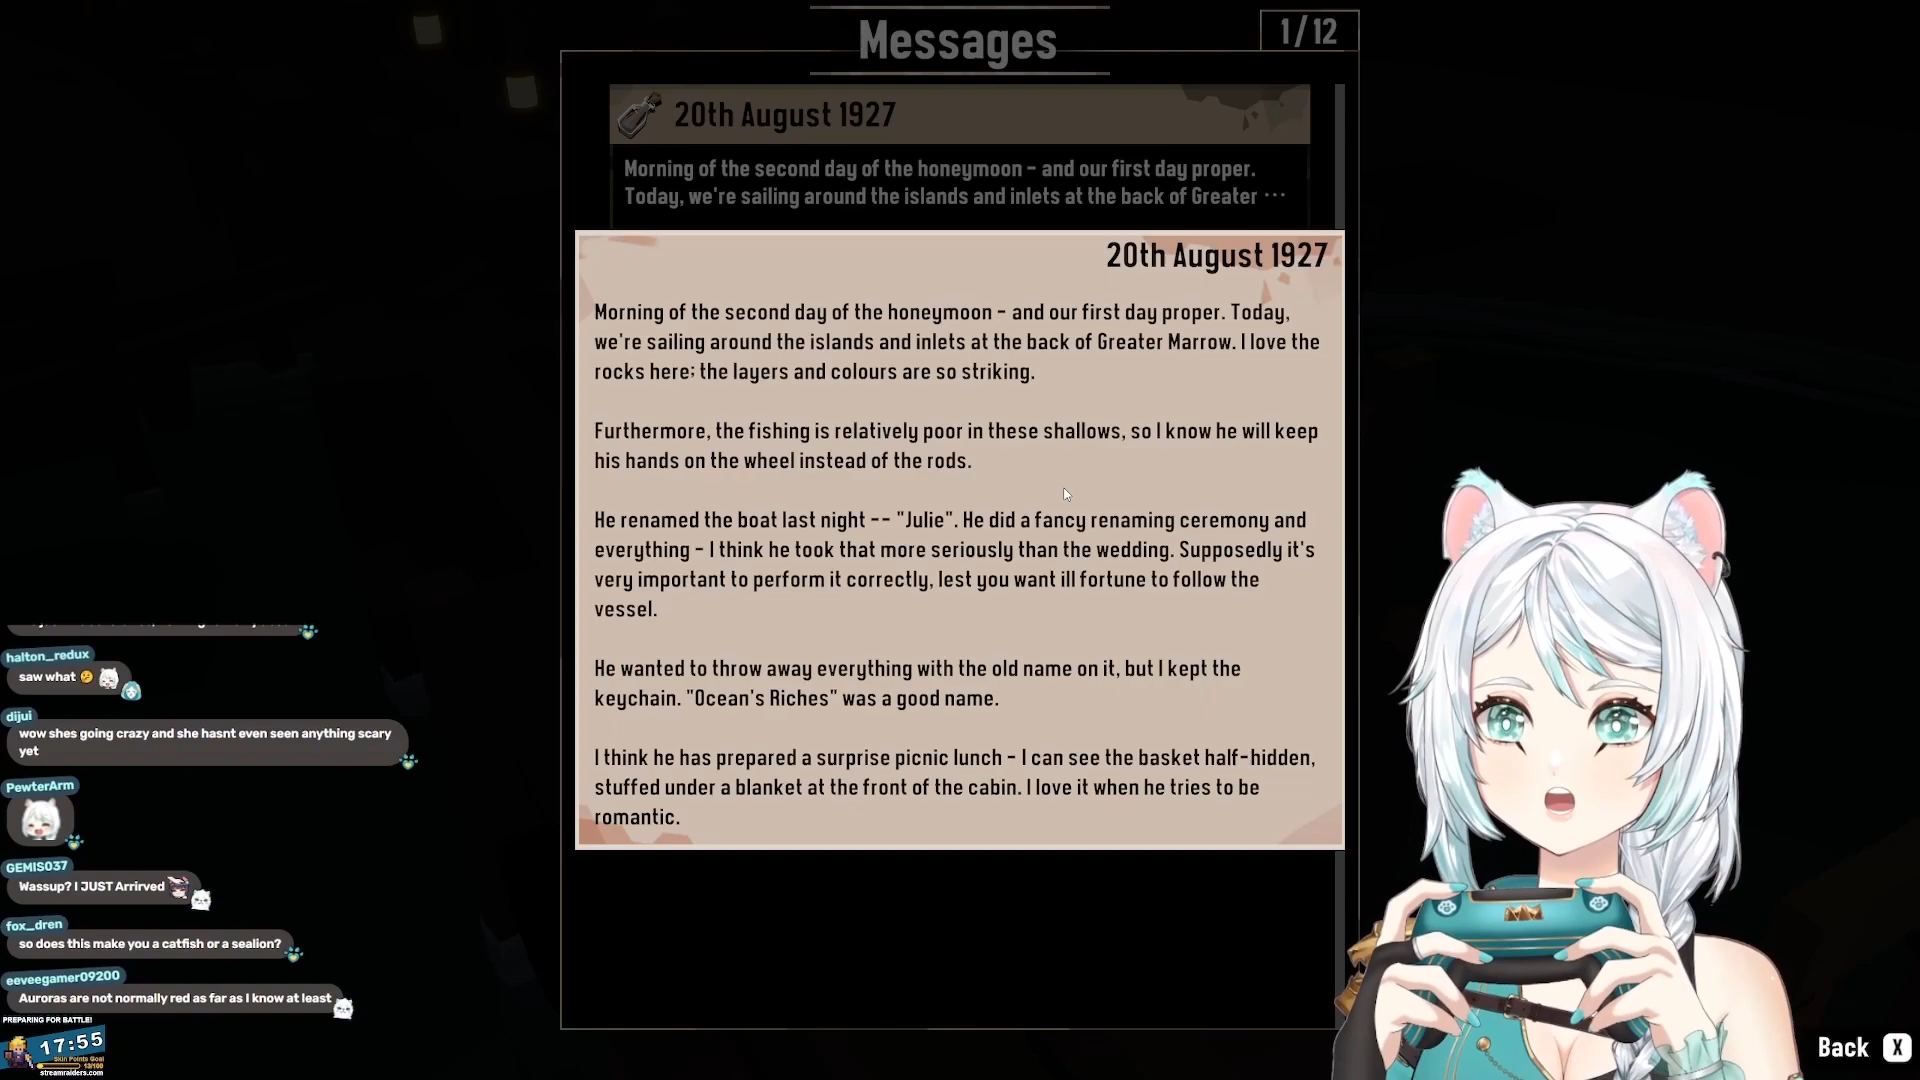 Messages
1/12
20th August 1927
Morning of the second day of the honeymoon - and our first day proper.
Today, we're sailing around the islands and inlets at the back of Greater ...
20th August 1927
Morning of the second day of the honeymoon - and our first day proper. Today,
we're sailing around the islands and inlets at the back of Greater Marrow. I love the
rocks here; the layers and colours are so striking.
Furthermore, the fishing is relatively poor in these shallows, so I know he will keep
his hands on the wheel instead of the rods.
He renamed the boat last night -- "Julie". He did a fancy renaming ceremony and
everything - I think he took that more seriously than the wedding. Supposedly it's
very important to perform it correctly, lest you want ill fortune to follow the
vessel.
He wanted to throw away everything with the old name on it, but I kept the
keychain. "Ocean's Riches" was a good name.
I think he has prepared a surprise picnic lunch - I can see the basket half-hidden,
stuffed under a blanket at the front of the cabin. I love it when he tries to be
romantic.
halton_redux
saw what
dijui
wow shes going crazy and she hasnt even seen anything scary
yet
PewterArm
GEMIS037
Wassup? I JUST Arrirved
fox_dren
so does this make you a catfish or a sealion?
eeveegamer09200
Auroras are not normally red as far as I know at least
PREPARING FOR BATTLE!
17:55
Skin Points Goal
13/100
streamraiders.com
Back X